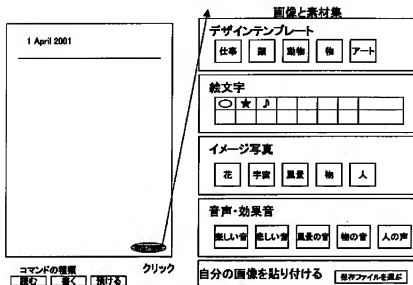 画像と素材集
1 April 2001
デザインテンプレート
仕事 顔 動物 物 アート
絵文字
イメージ写真
花 宇宙 風景 物 人
音声・効果音
楽しい音 悲しい音 風景の音 物の音 人の声
クリック
コマンドの種類
読む 書く 預ける
自分の画像を貼り付ける 保存ファイルを選ぶ